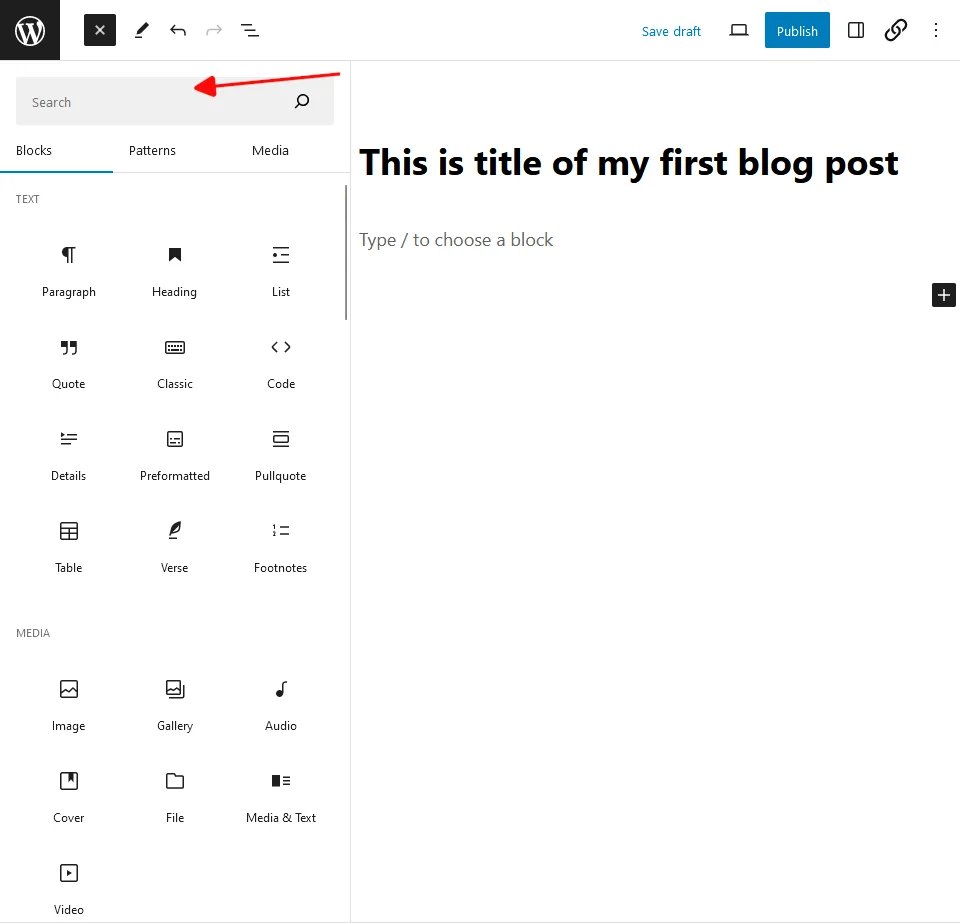 Save draft
Publish
Search
Blocks Patterns Media
TEXT
Paragraph Heading List
Quote Classic Code
Details Preformatted Pullquote
Table Verse Footnotes
MEDIA
Image Gallery Audio
Cover File Media & Text
Video
This is title of my first blog post
Type / to choose a block